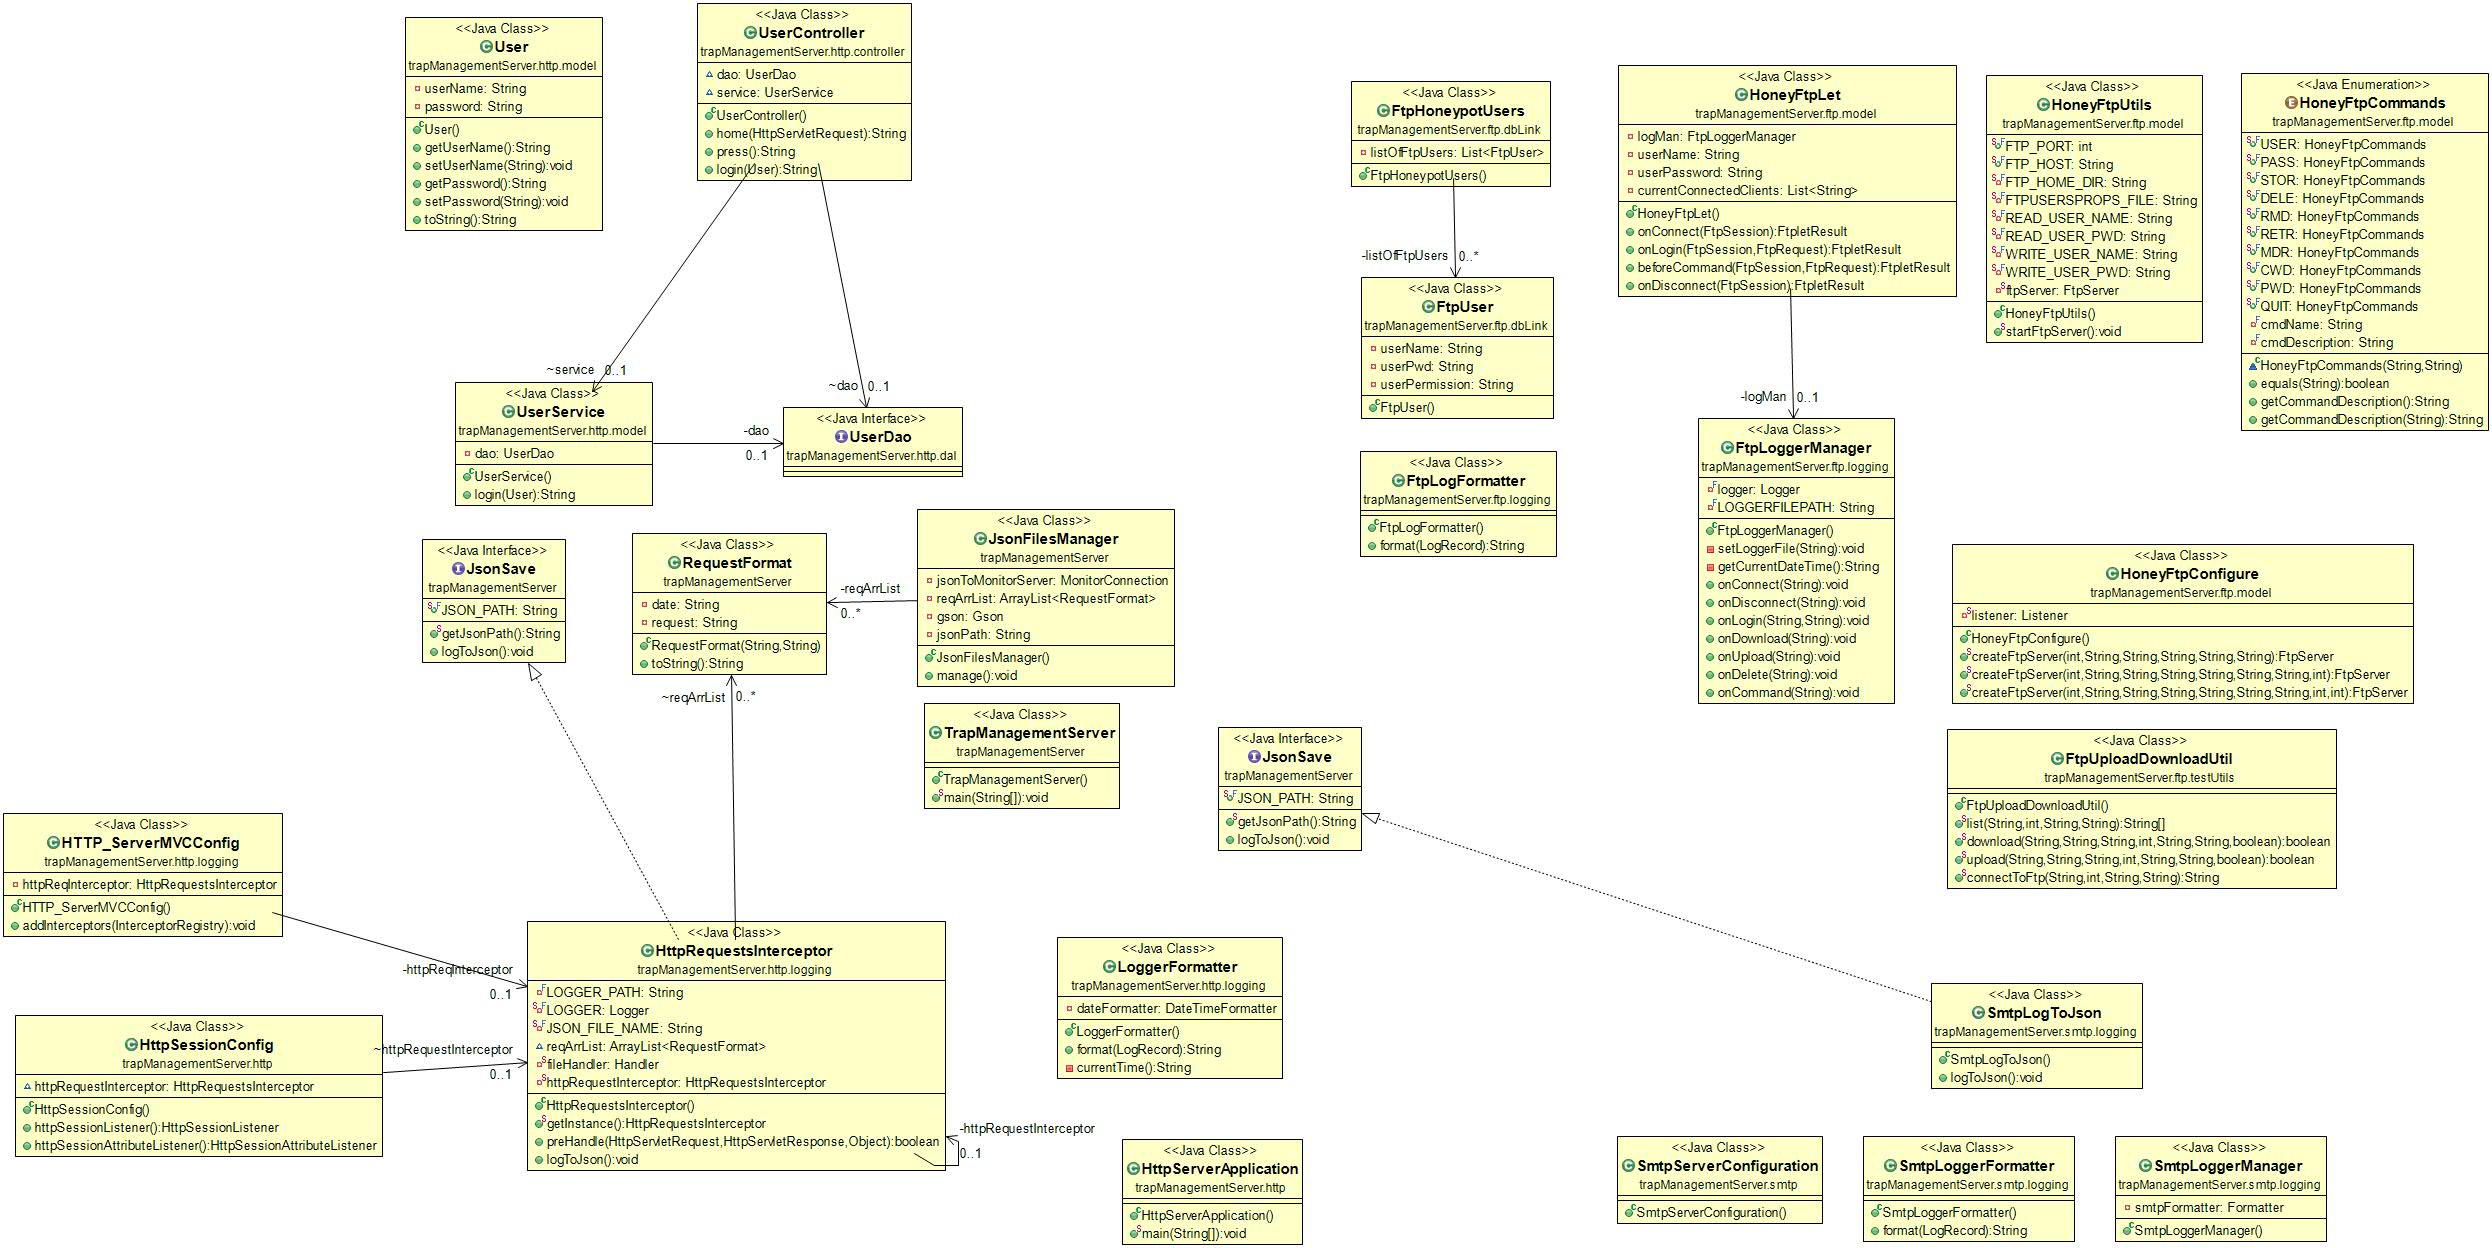 <<Java Class>>
User
trapManagementServer.http.model
userName: String
password: String
User()
getUserName():String
setUserName(String):void
getPassword():String
setPassword(String):void
toString():String
<<Java Class>>
UserController
trapManagementServer.http.controller
dao: UserDao
service: UserService
UserController()
home(HttpServletRequest):String
press():String
login(User):String
~service 0..1
~dao 0..1
<<Java Class>>
UserService
trapManagementServer.http.model
dao: UserDao
UserService()
login(User):String
-dao
0..1
<<Java Interface>>
UserDao
trapManagementServer.http.dal
<<Java Interface>>
JsonSave
trapManagementServer
JSON_PATH: String
getJsonPath():String
logToJson():void
<<Java Class>>
RequestFormat
trapManagementServer
date: String
request: String
RequestFormat(String,String)
toString():String
-reqArrList
0..*
<<Java Class>>
JsonFilesManager
trapManagementServer
jsonToMonitorServer: MonitorConnection
reqArrList: ArrayList<RequestFormat>
gson: Gson
jsonPath: String
JsonFilesManager()
manage():void
~reqArrList 0..*
<<Java Class>>
TrapManagementServer
trapManagementServer
TrapManagementServer()
main(String[]):void
<<Java Class>>
HTTP_ServerMVCConfig
trapManagementServer.http.logging
httpReqInterceptor: HttpRequestsInterceptor
HTTP_ServerMVCConfig()
addInterceptors(InterceptorRegistry):void
-httpReqInterceptor
0..1
<<Java Class>>
HttpSessionConfig
trapManagementServer.http
httpRequestInterceptor: HttpRequestsInterceptor
HttpSessionConfig()
httpSessionListener():HttpSessionListener
httpSessionAttributeListener():HttpSessionAttributeListener
~httpRequestInterceptor
0..1
<<Java Class>>
HttpRequestsInterceptor
trapManagementServer.http.logging
LOGGER_PATH: String
LOGGER: Logger
JSON_FILE_NAME: String
reqArrList: ArrayList<RequestFormat>
fileHandler: Handler
httpRequestInterceptor: HttpRequestsInterceptor
HttpRequestsInterceptor()
getInstance():HttpRequestsInterceptor
preHandle(HttpServletRequest,HttpServletResponse,Object):boolean
logToJson():void
-httpRequestInterceptor
0..1
<<Java Class>>
LoggerFormatter
trapManagementServer.http.logging
dateFormatter: DateTimeFormatter
LoggerFormatter()
format(LogRecord):String
currentTime():String
<<Java Class>>
HttpServerApplication
trapManagementServer.http
HttpServerApplication()
main(String[]):void
<<Java Class>>
FtpHoneypotUsers
trapManagementServer.ftp.dbLink
listOfFtpUsers: List<FtpUser>
FtpHoneypotUsers()
-listOfFtpUsers 0..*
<<Java Class>>
FtpUser
trapManagementServer.ftp.dbLink
userName: String
userPwd: String
userPermission: String
FtpUser()
<<Java Class>>
FtpLogFormatter
trapManagementServer.ftp.logging
FtpLogFormatter()
format(LogRecord):String
<<Java Class>>
HoneyFtpLet
trapManagementServer.ftp.model
logMan: FtpLoggerManager
userName: String
userPassword: String
currentConnectedClients: List<String>
HoneyFtpLet()
onConnect(FtpSession):FtpletResult
onLogin(FtpSession,FtpRequest):FtpletResult
beforeCommand(FtpSession,FtpRequest):FtpletResult
onDisconnect(FtpSession):FtpletResult
-logMan 0..1
<<Java Class>>
FtpLoggerManager
trapManagementServer.ftp.logging
logger: Logger
LOGGERFILEPATH: String
FtpLoggerManager()
setLoggerFile(String):void
getCurrentDateTime():String
onConnect(String):void
onDisconnect(String):void
onLogin(String,String):void
onDownload(String):void
onUpload(String):void
onDelete(String):void
onCommand(String):void
<<Java Class>>
HoneyFtpUtils
trapManagementServer.ftp.model
FTP_PORT: int
FTP_HOST: String
FTP_HOME_DIR: String
FTPUSERSPROPS_FILE: String
READ_USER_NAME: String
READ_USER_PWD: String
WRITE_USER_NAME: String
WRITE_USER_PWD: String
ftpServer: FtpServer
HoneyFtpUtils()
startFtpServer():void
<<Java Enumeration>>
HoneyFtpCommands
trapManagementServer.ftp.model
USER: HoneyFtpCommands
PASS: HoneyFtpCommands
STOR: HoneyFtpCommands
DELE: HoneyFtpCommands
RMD: HoneyFtpCommands
RETR: HoneyFtpCommands
MDR: HoneyFtpCommands
CWD: HoneyFtpCommands
PWD: HoneyFtpCommands
QUIT: HoneyFtpCommands
cmdName: String
cmdDescription: String
HoneyFtpCommands(String,String)
equals(String):boolean
getCommandDescription():String
getCommandDescription(String):String
<<Java Class>>
HoneyFtpConfigure
trapManagementServer.ftp.model
listener: Listener
HoneyFtpConfigure()
createFtpServer(int,String,String,String,String,String):FtpServer
createFtpServer(int,String,String,String,String,String,String,int):FtpServer
createFtpServer(int,String,String,String,String,String,String,int,int):FtpServer
<<Java Class>>
FtpUploadDownloadUtil
trapManagementServer.ftp.testUtils
FtpUploadDownloadUtil()
list(String,int,String,String):String[]
download(String,String,String,int,String,String,boolean):boolean
upload(String,String,String,int,String,String,boolean):boolean
connectToFtp(String,int,String,String):String
<<Java Interface>>
JsonSave
trapManagementServer
JSON_PATH: String
getJsonPath():String
logToJson():void
<<Java Class>>
SmtpLogToJson
trapManagementServer.smtp.logging
SmtpLogToJson()
logToJson():void
<<Java Class>>
SmtpServerConfiguration
trapManagementServer.smtp
SmtpServerConfiguration()
<<Java Class>>
SmtpLoggerFormatter
trapManagementServer.smtp.logging
SmtpLoggerFormatter()
format(LogRecord):String
<<Java Class>>
SmtpLoggerManager
trapManagementServer.smtp.logging
smtpFormatter: Formatter
SmtpLoggerManager()